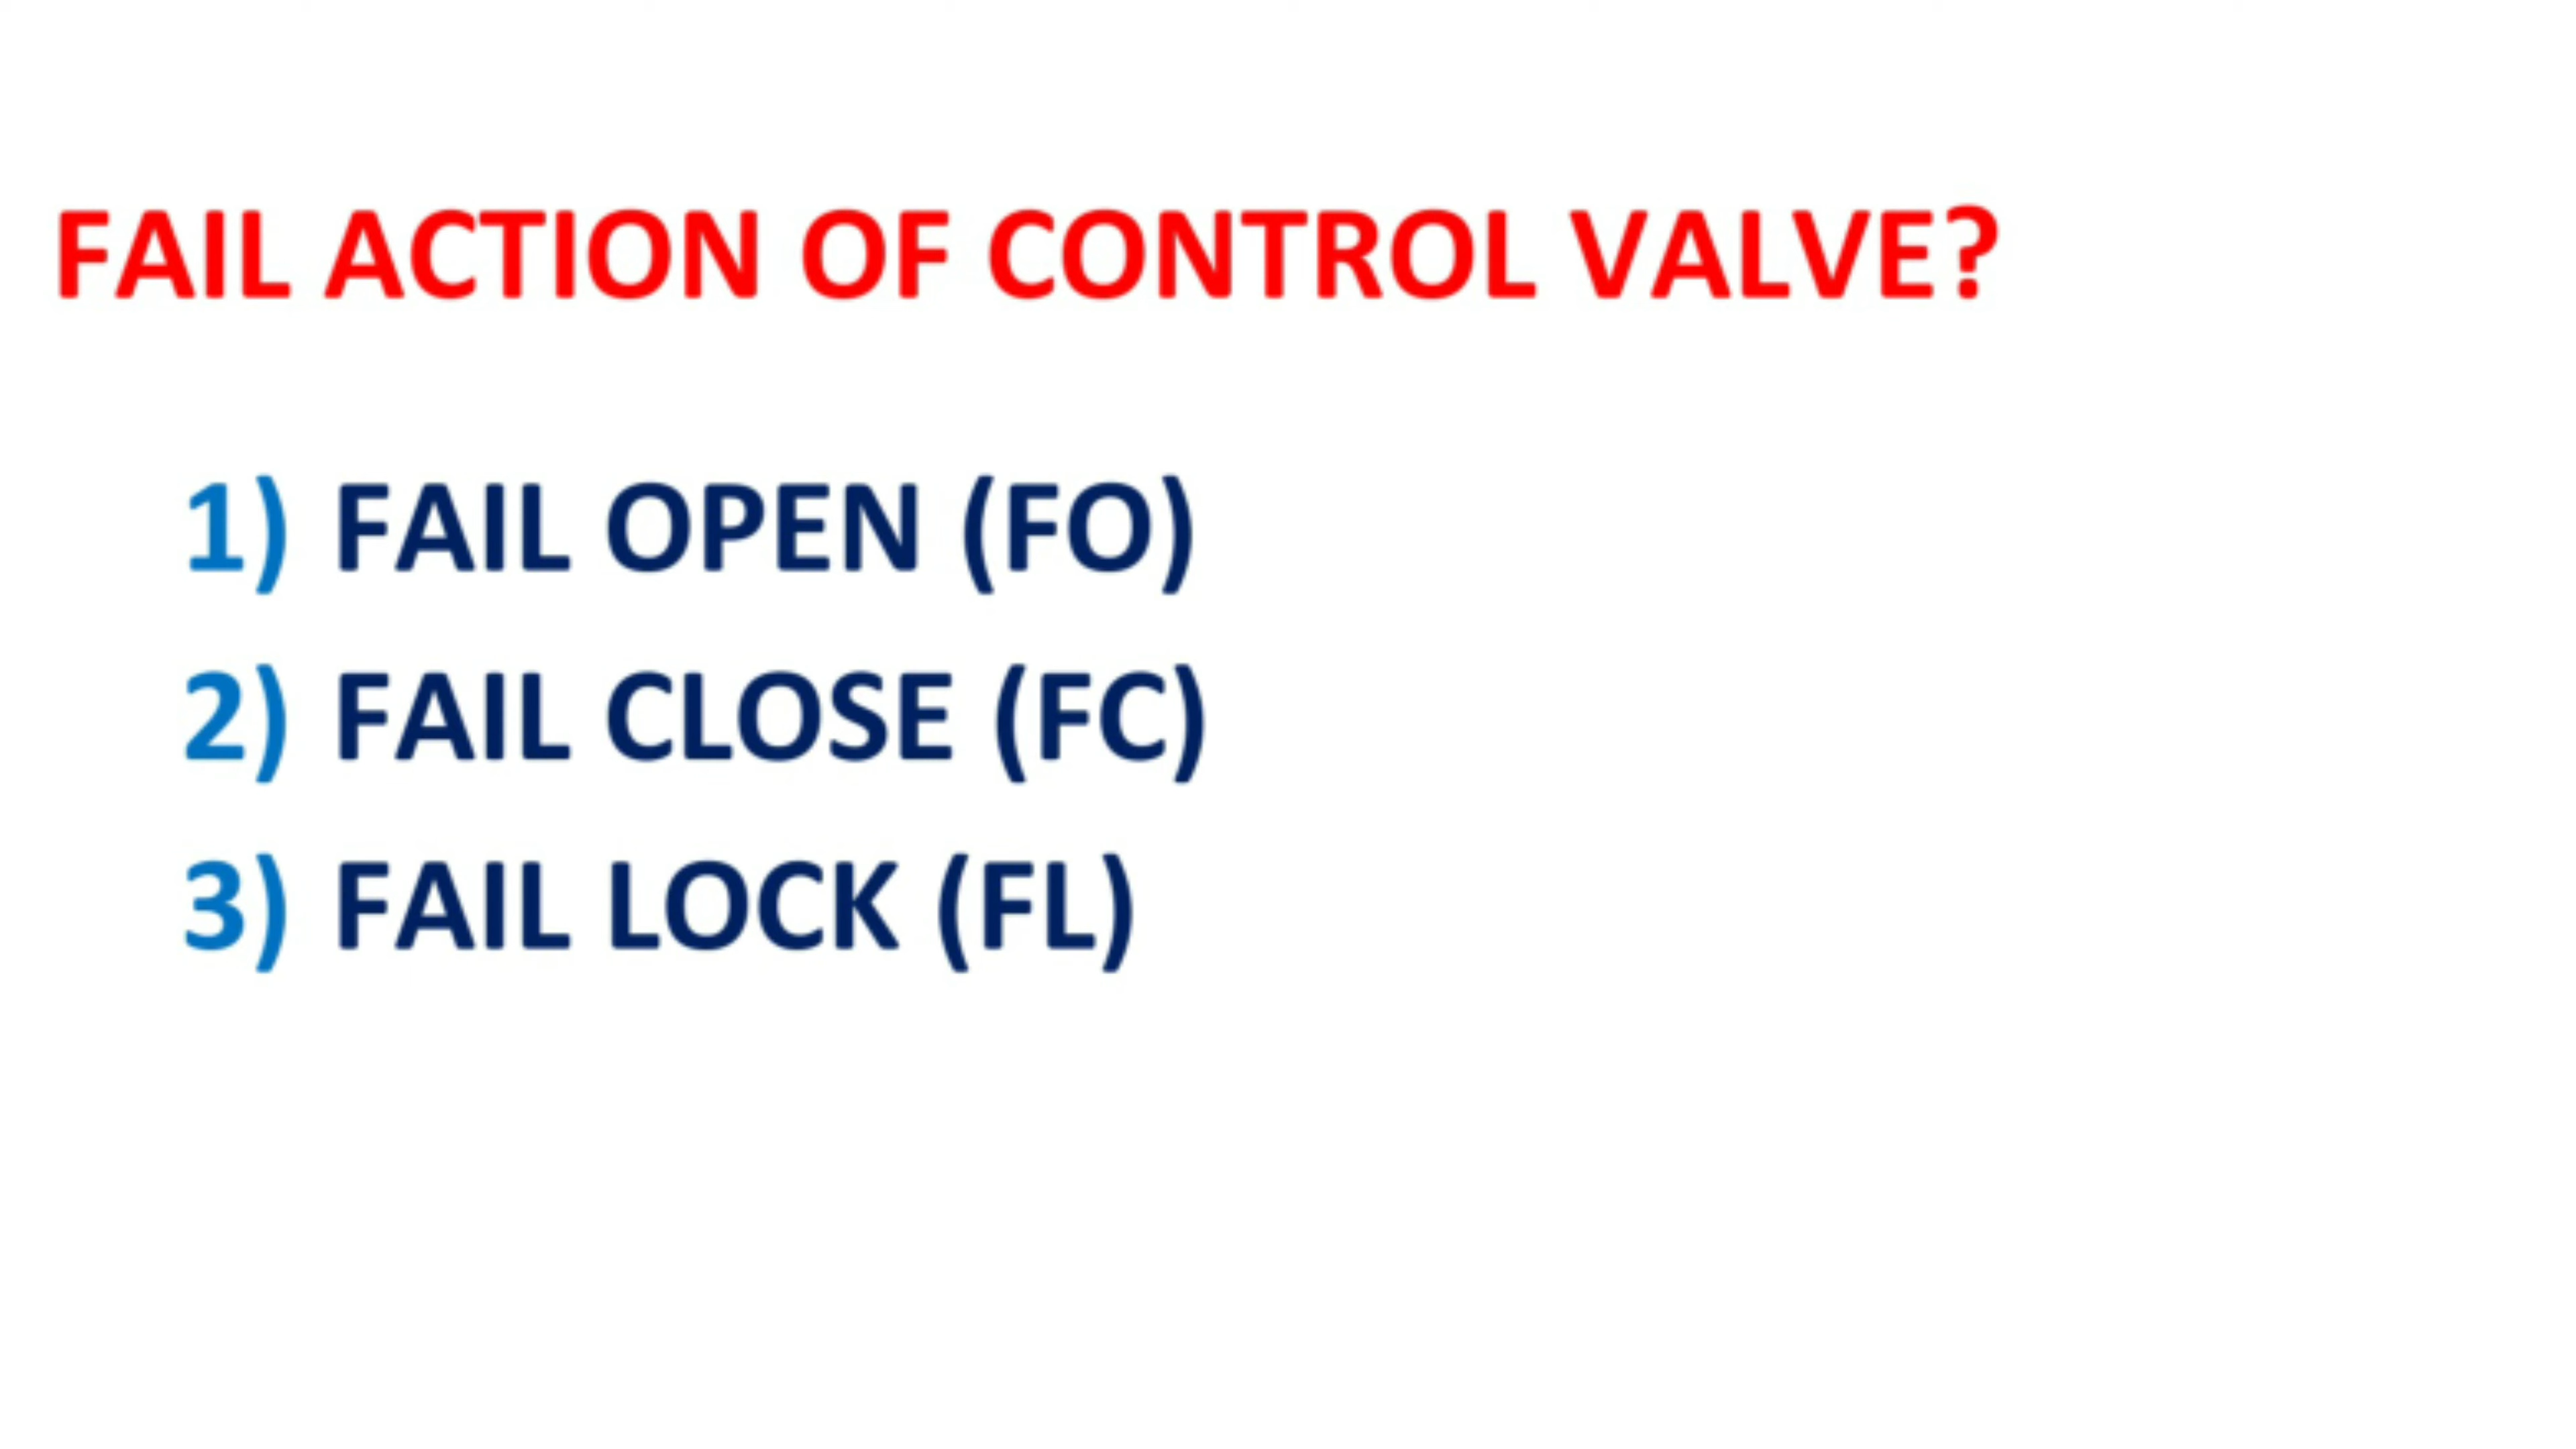 FAIL ACTION OF CONTROL VALVE?
1) FAIL OPEN (FO)
2) FAIL CLOSE (FC)
3) FAIL LOCK (FL)